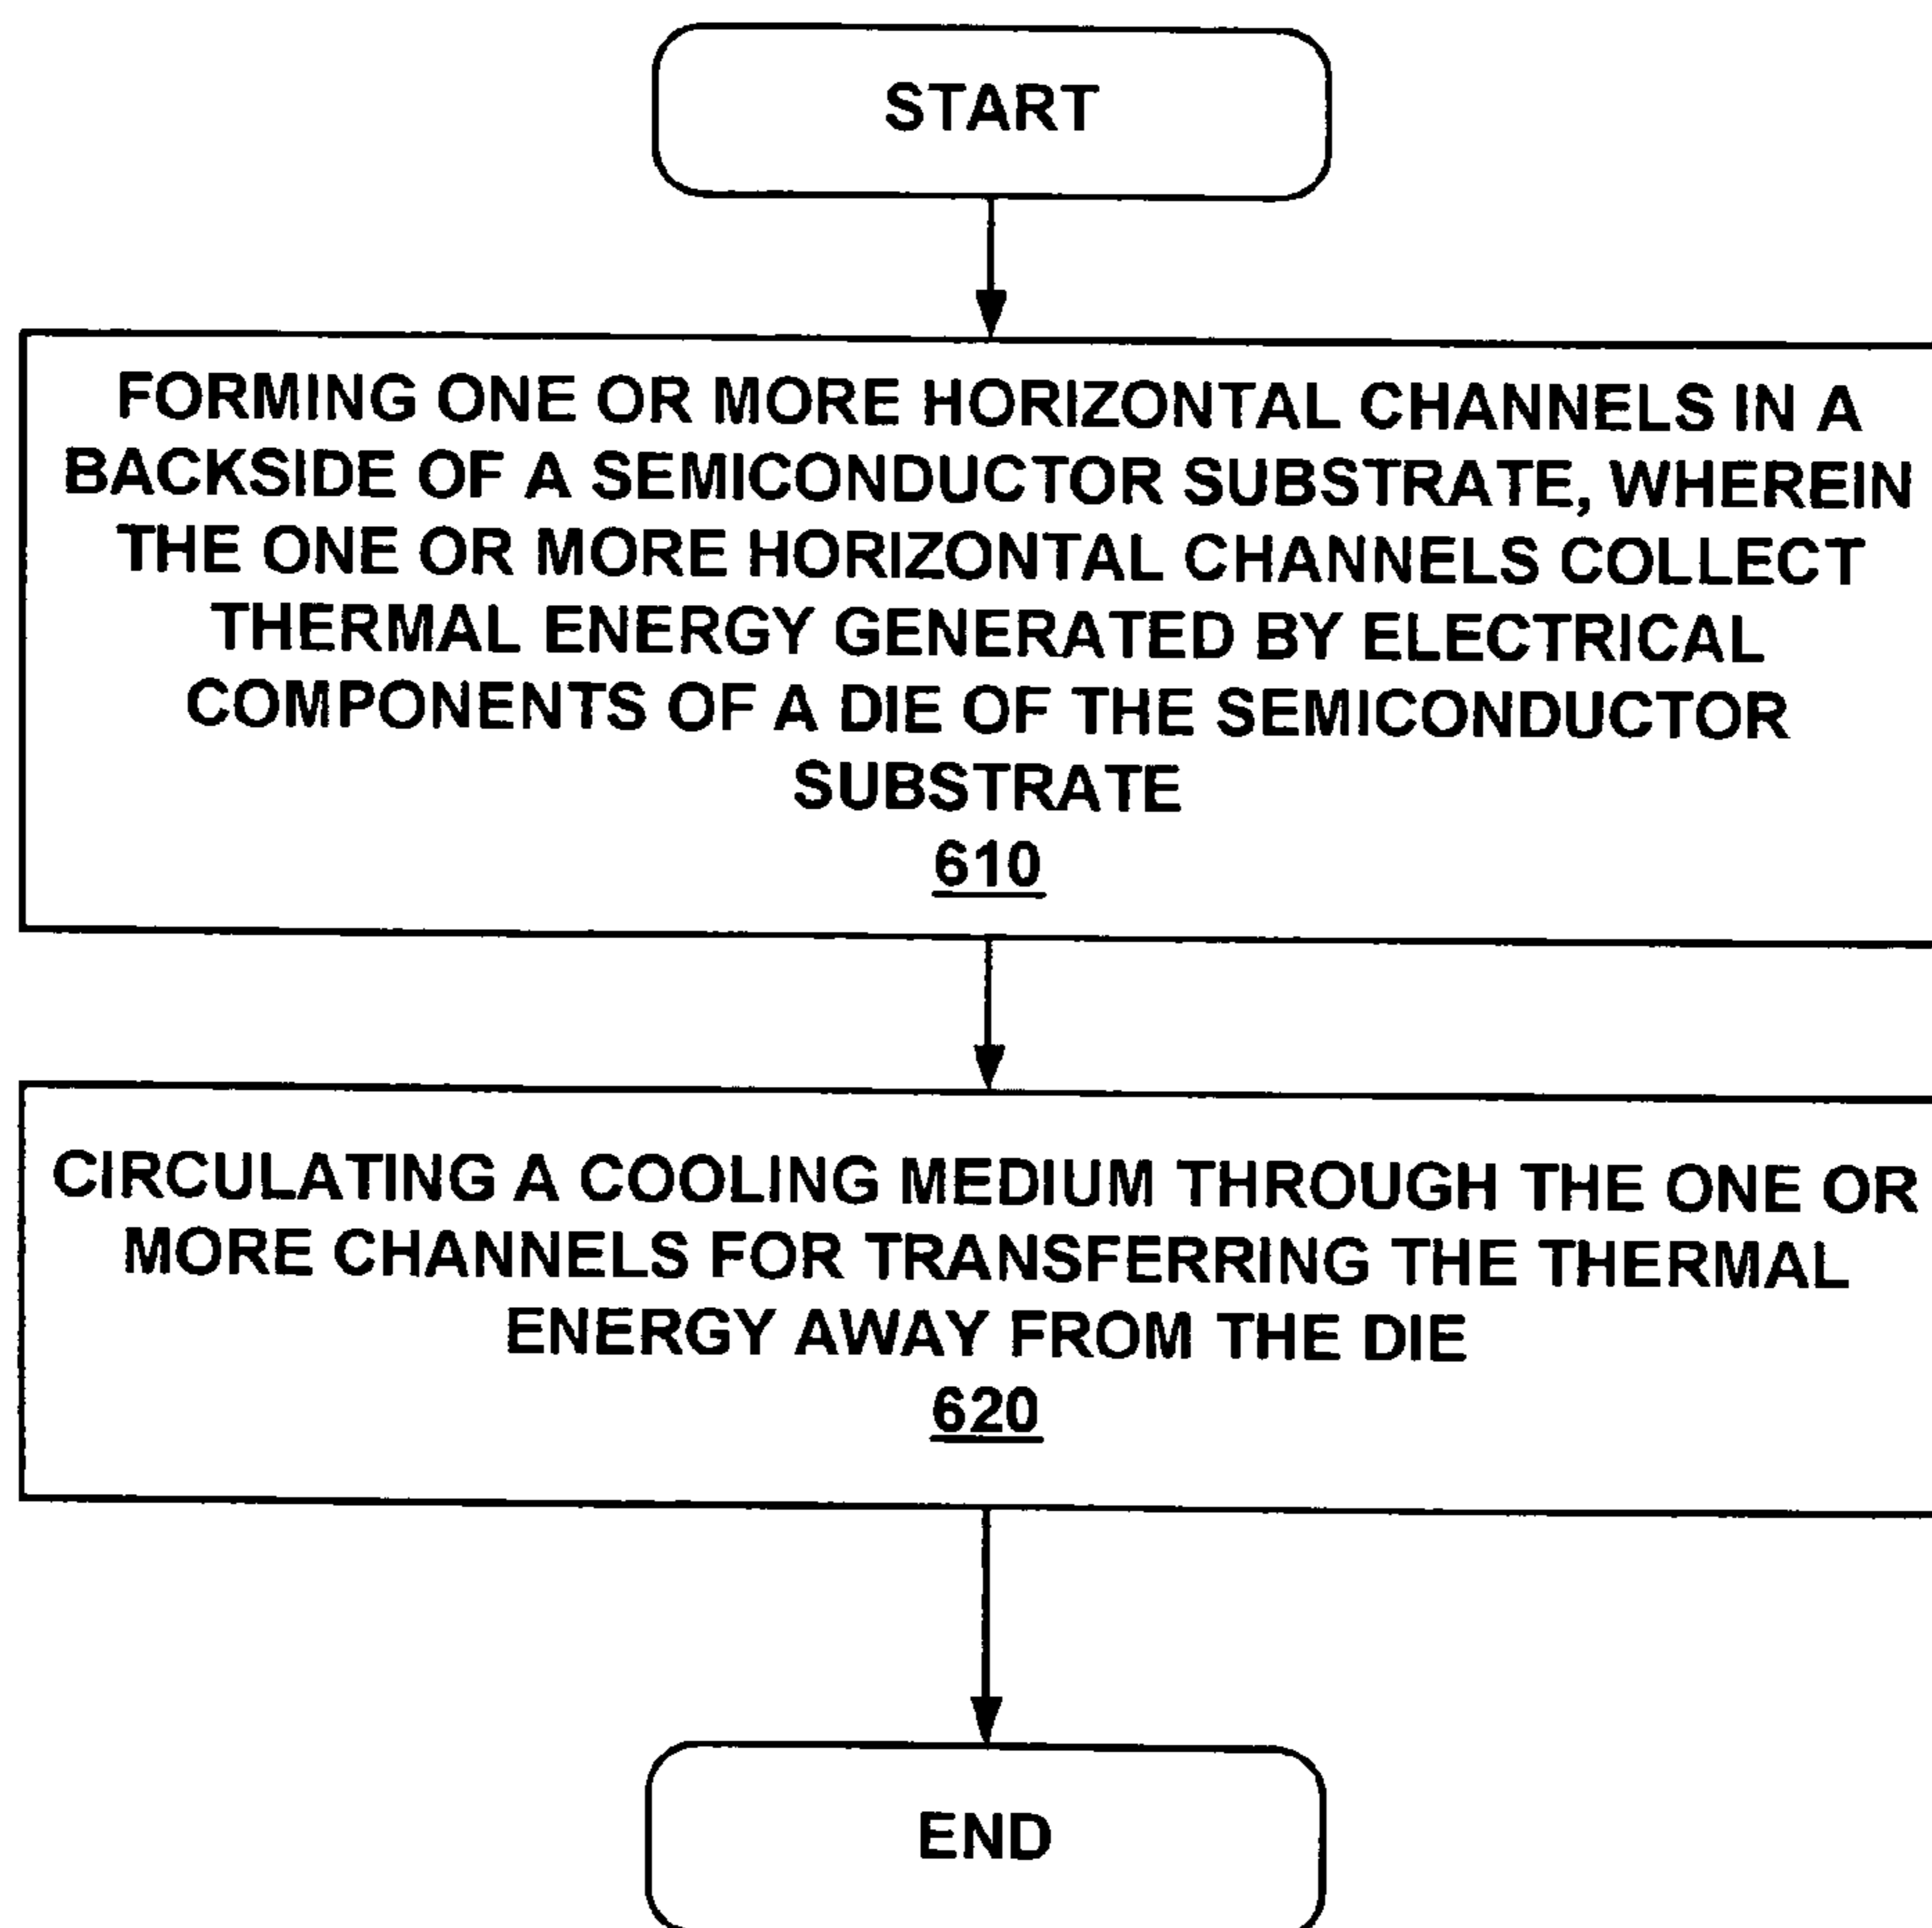 START
FORMING ONE OR MORE HORIZONTAL CHANNELS IN A
BACKSIDE OF A SEMICONDUCTOR SUBSTRATE, WHEREIN
THE ONE OR MORE HORIZONTAL CHANNELS COLLECT
THERMAL ENERGY GENERATED BY ELECTRICAL
COMPONENTS OF A DIE OF THE SEMICONDUCTOR
SUBSTRATE
610
CIRCULATING A COOLING MEDIUM THROUGH THE ONE OR
MORE CHANNELS FOR TRANSFERRING THE THERMAL
ENERGY AWAY FROM THE DIE
620
END